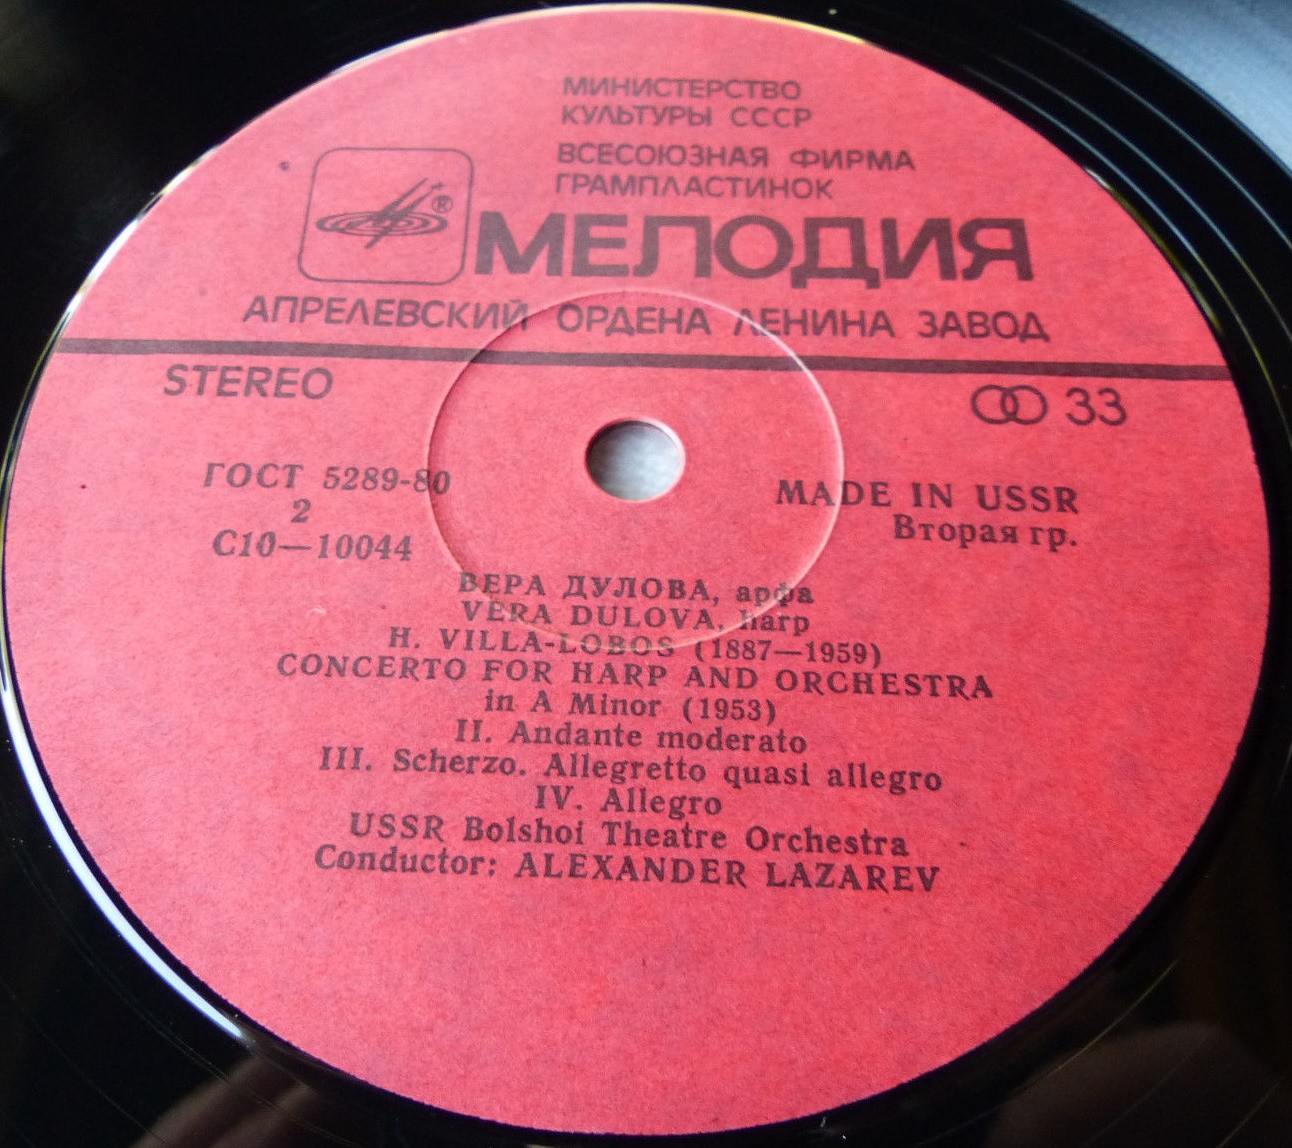 МИНИСТЕРСТВО
КУЛЬТУРЫ СССР
ВСЕСОЮЗНАЯ ФИРМА
ГРАМПЛАСТИНОК
®
МЕЛОДИЯ
АПРЕЛЕВСКИЙ ОРДЕНА ЛЕНИНА ЗАВОД
STEREO
33
ГОСТ 5289-80
2
С10—10044
MADE IN USSR
Вторая гр.
ВЕРА ДУЛОВА, арфа
VERA DULOVA, harp
H. VILLA-LOBOS (1887—1959)
CONCERTO FOR HARP AND ORCHESTRA
in A Minor (1953)
II. Andante moderato
III. Scherzo. Allegretto quasi allegro
IV. Allegro
USSR Bolshoi Theatre Orchestra
Conductor: ALEXANDER LAZAREV